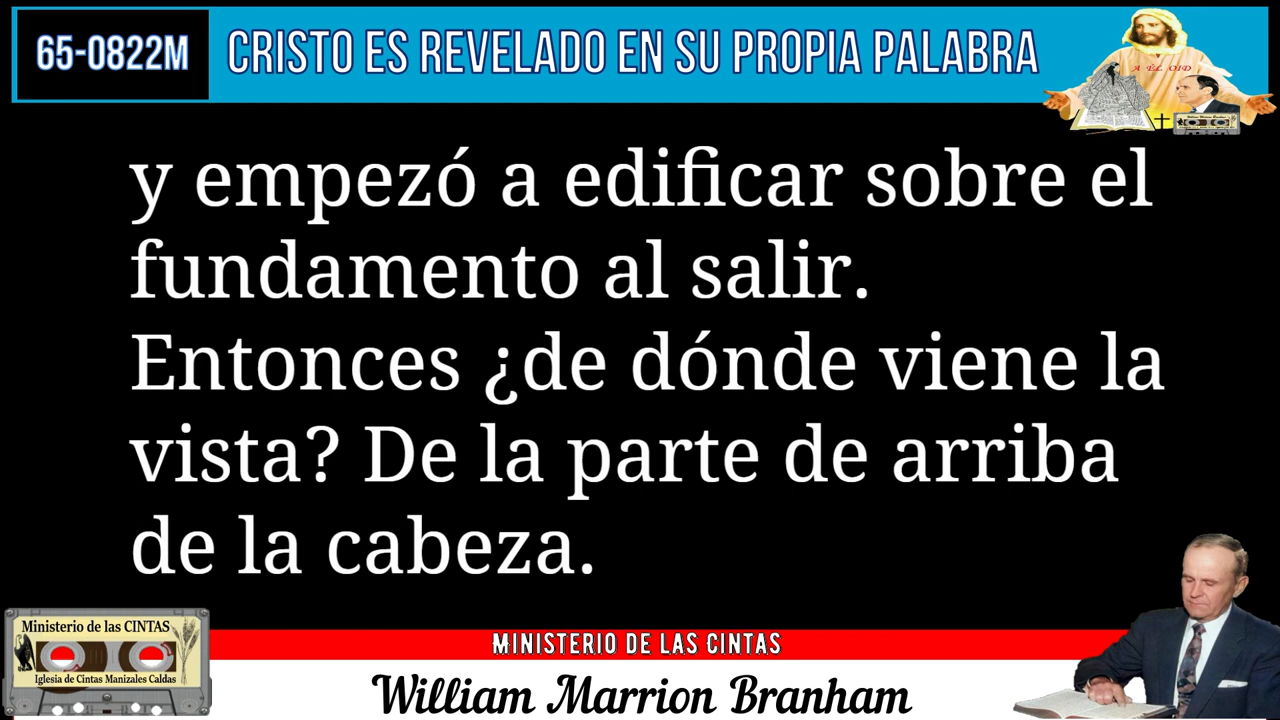 65-0822M CRISTO ES REVELADO EN SU PROPIA PALABRA
A ÉL OID
y empezó a edificar sobre el
fundamento al salir.
Entonces ¿de dónde viene la
vista? De la parte de arriba
de la cabeza.
Ministerio de las CINTAS
Iglesia de Cintas Manizales Caldas
MINISTERIO DE LAS CINTAS
William Marrion Branham